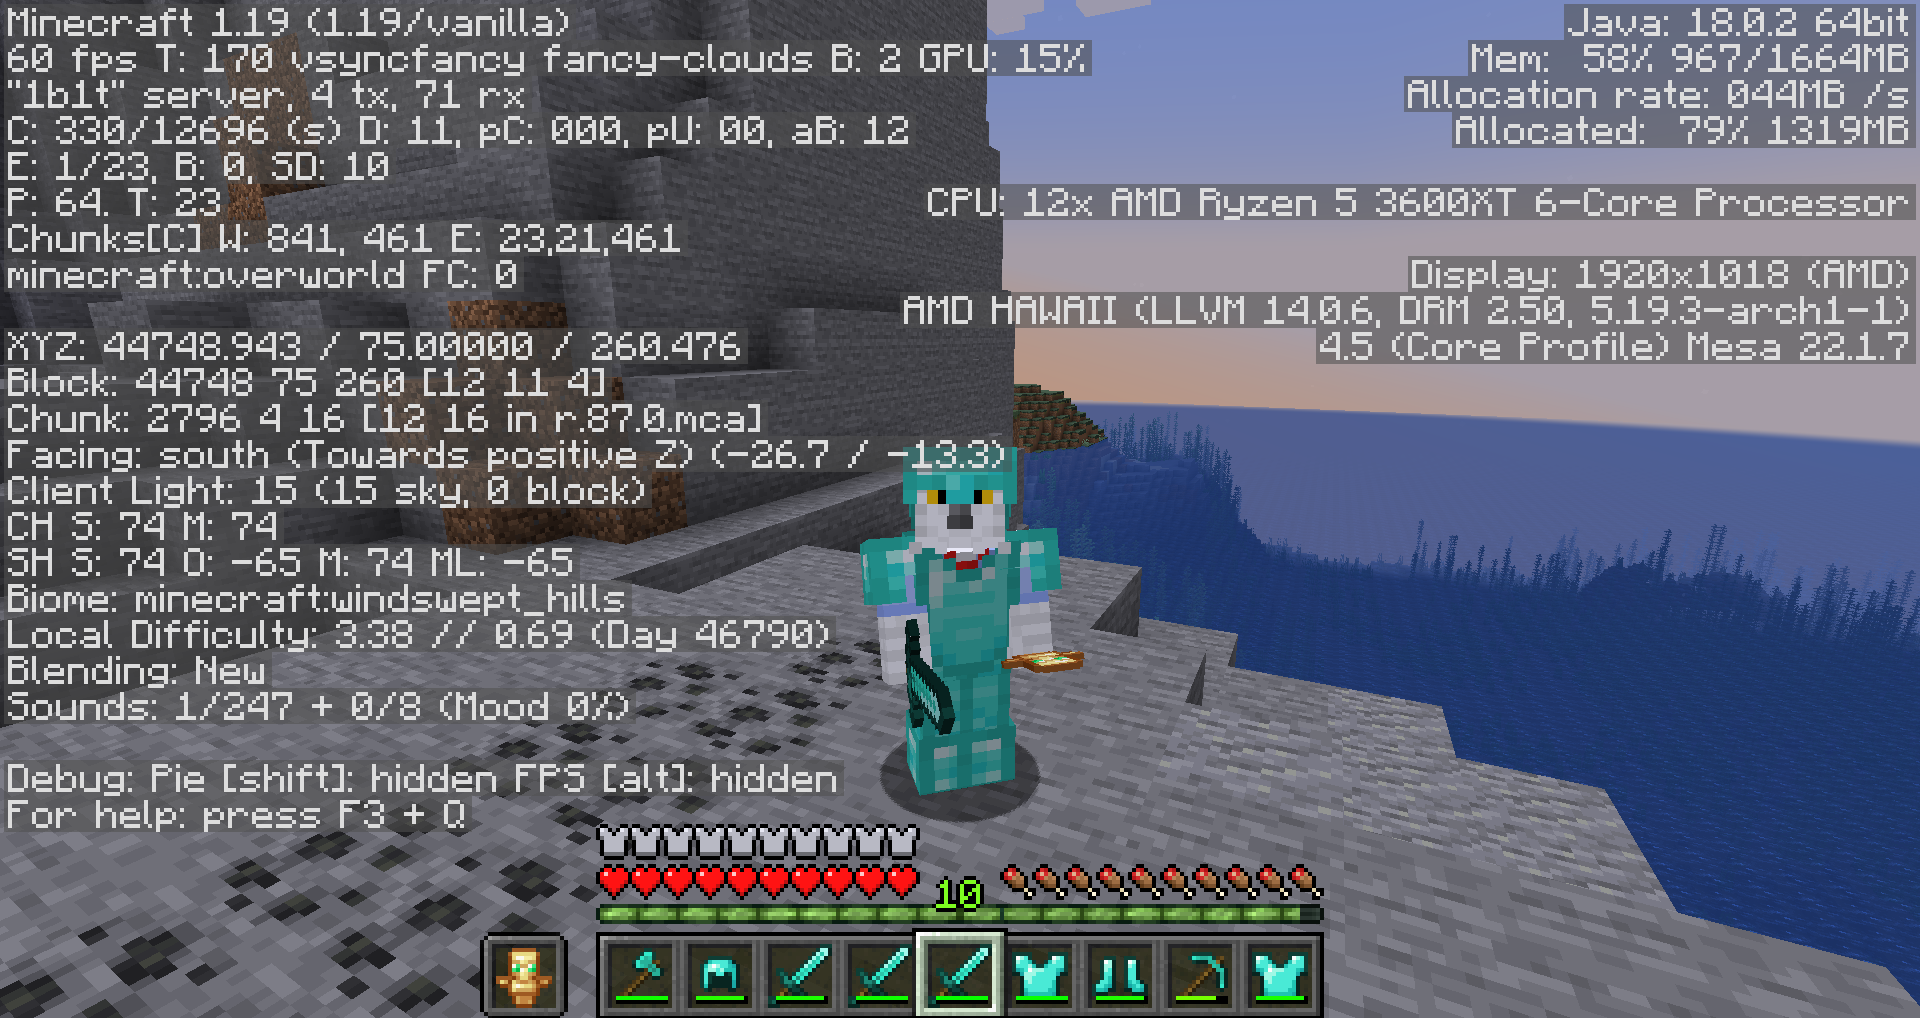 Minecraft 1.19 (1.19/vanilla)
60 fps T: 170 vsyncfancy fancy-clouds B: 2 GPU: 15%
"1b1t" server, 4 tx, 71 rx
C: 330/12696 (s) D: 11, pC: 000, pU: 00, aB: 12
E: 1/23, B: 0, SD: 10
P: 64. T: 23
Chunks[C] W: 841, 461 E: 23,21,461
minecraft:overworld FC: 0
XYZ: 44748.943 / 75.00000 / 260.476
Block: 44748 75 260 [12 11 4]
Chunk: 2796 4 16 [12 16 in r.87.0.mca]
Facing: south (Towards positive Z) (-26.7 / -13.3)
Client Light: 15 (15 sky, 0 block)
CH S: 74 M: 74
SH S: 74 O: -65 M: 74 ML: -65
Biome: minecraft:windswept_hills
Local Difficulty: 3.38 // 0.69 (Day 46790)
Blending: New
Sounds: 1/247 + 0/8 (Mood 0%)
Debug: Pie [shift]: hidden FPS [alt]: hidden
For help: press F3 + Q
Java: 18.0.2 64bit
Mem: 58% 967/1664MB
Allocation rate: 044MB /s
Allocated: 79% 1319MB
CPU: 12x AMD Ryzen 5 3600XT 6-Core Processor
Display: 1920x1018 (AMD)
AMD HAWAII (LLVM 14.0.6, DRM 2.50, 5.19.3-arch1-1)
4.5 (Core Profile) Mesa 22.1.7
10